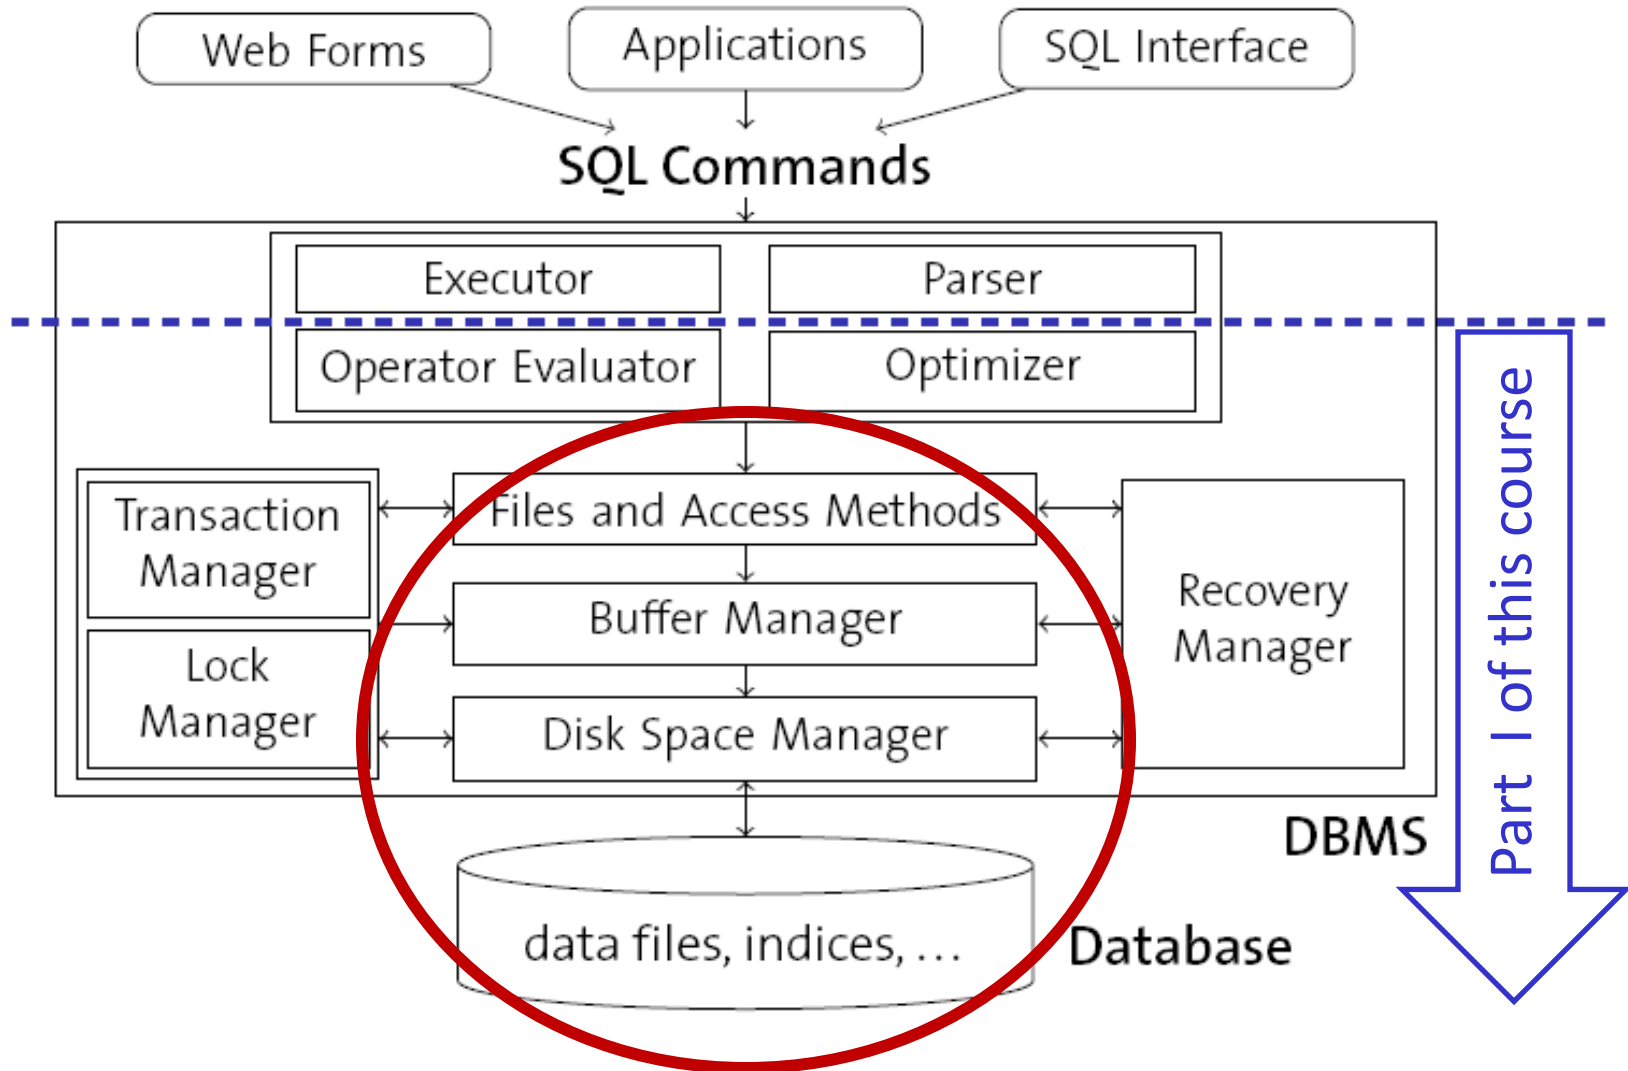 Web Forms
Applications
SQL Interface
SQL Commands
Executor
Parser
Operator Evaluator
Optimizer
Transaction
Manager
Lock
Manager
Files and Access Methods
Buffer Manager
Disk Space Manager
Recovery
Manager
DBMS
data files, indices, ...
Database
Part I of this course